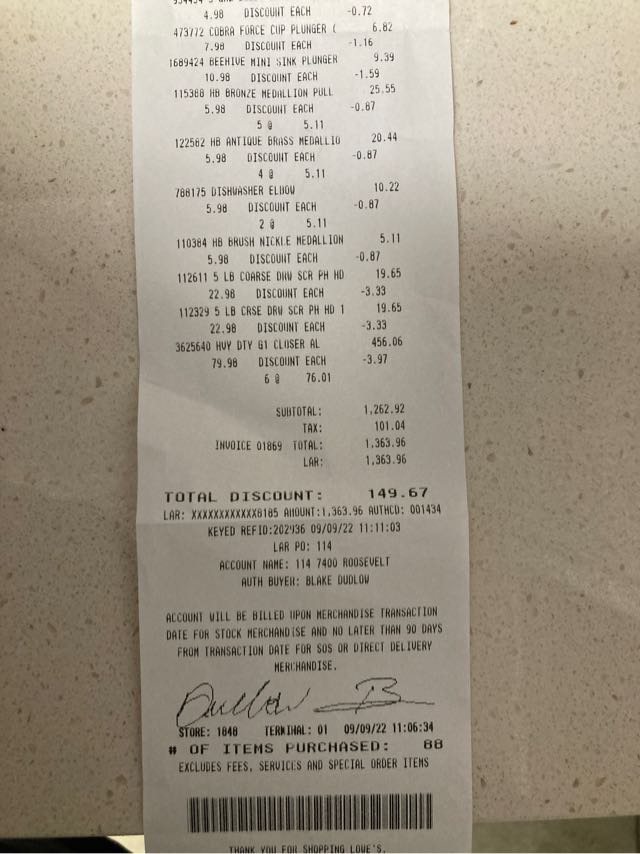 4.98 DISCOUNT EACH -0.72
473772 COBRA FORCE CUP PLUNGER ( 6.82
7.98 DISCOUNT EACH -1.16
1689424 BEEHIVE MINI SINK PLUNGER 9.39
10.98 DISCOUNT EACH -1.59
115388 HB BRONZE MEDALLION PULL 25.55
5.98 DISCOUNT EACH -0.87
5 @ 5.11
122582 HB ANTIQUE BRASS MEDALLIO 20.44
5.98 DISCOUNT EACH -0.87
4 @ 5.11
788175 DISHWASHER ELBOW 10.22
5.98 DISCOUNT EACH -0.87
2 @ 5.11
110384 HB BRUSH NICKLE MEDALLION 5.11
5.98 DISCOUNT EACH -0.87
112611 5 LB COARSE DRW SCR PH HD 19.65
22.98 DISCOUNT EACH -3.33
112329 5 LB CRSE DRW SCR PH HD 1 19.65
22.98 DISCOUNT EACH -3.33
3625640 HVY DTY G1 CLOSER AL 456.06
79.98 DISCOUNT EACH -3.97
6 @ 76.01
SUBTOTAL: 1,262.92
TAX: 101.04
INVOICE 01869 TOTAL: 1,363.96
LAR: 1,363.96
TOTAL DISCOUNT: 149.67
LAR: XXXXXXXXXXXX8185 AMOUNT:1,363.96 AUTHCD: 001434
KEYED REFID:202936 09/09/22 11:11:03
LAR PO: 114
ACCOUNT NAME: 114 7400 ROOSEVELT
AUTH BUYER: BLAKE DUDLOW
ACCOUNT WILL BE BILLED UPON MERCHANDISE TRANSACTION
DATE FOR STOCK MERCHANDISE AND NO LATER THAN 90 DAYS
FROM TRANSACTION DATE FOR SOS OR DIRECT DELIVERY
MERCHANDISE.
STORE: 1848 TERMINAL: 01 09/09/22 11:06:34
# OF ITEMS PURCHASED: 88
EXCLUDES FEES, SERVICES AND SPECIAL ORDER ITEMS
THANK YOU FOR SHOPPING LOWE'S.